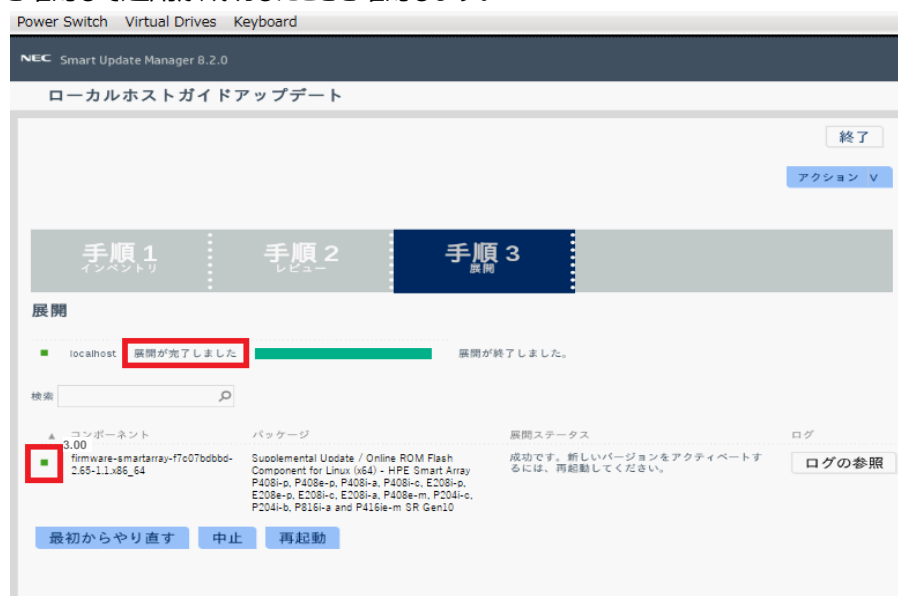 Power Switch Virtual Drives Keyboard
NEC Smart Update Manager 8.2.0
ローカルホストガイドアップデート
終了
アクション ∨
手順 1
インベントリ
手順 2
レビュー
手順 3
展開
展開
localhost 展開が完了しました 展開が終了しました。
検索
▲ コンポーネント パッケージ 展開ステータス ログ
3.00
firmware-smartarray-f7c07bdbbd-
2.65-1.1.x86_64
Supplemental Update / Online ROM Flash
Component for Linux (x64) - HPE Smart Array
P408i-p, P408e-p, P408i-a, P408i-c, E208i-p,
E208e-p, E208i-c, E208i-a, P408e-m, P204i-c,
P204i-b, P816i-a and P416ie-m SR Gen10
成功です。新しいバージョンをアクティベートす
るには、再起動してください。
ログの参照
最初からやり直す 中止 再起動